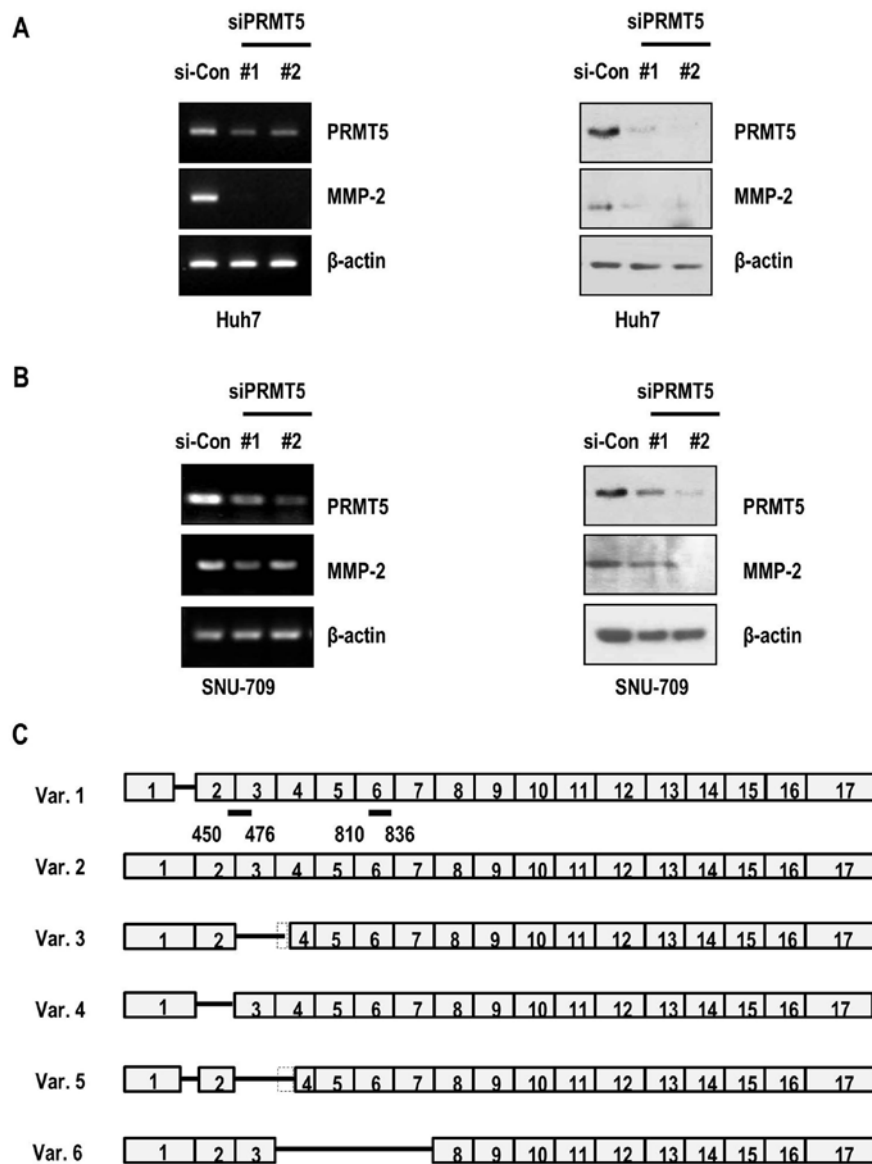 A
siPRMT5
si-Con #1 #2
PRMT5
MMP-2
β-actin
Huh7
siPRMT5
si-Con #1 #2
PRMT5
MMP-2
β-actin
Huh7
B
siPRMT5
si-Con #1 #2
PRMT5
MMP-2
β-actin
SNU-709
siPRMT5
si-Con #1 #2
PRMT5
MMP-2
β-actin
SNU-709
C
Var. 1 1 2 3 4 5 6 7 8 9 10 11 12 13 14 15 16 17
450 476 810 836
Var. 2 1 2 3 4 5 6 7 8 9 10 11 12 13 14 15 16 17
Var. 3 1 2 4 5 6 7 8 9 10 11 12 13 14 15 16 17
Var. 4 1 3 4 5 6 7 8 9 10 11 12 13 14 15 16 17
Var. 5 1 2 4 5 6 7 8 9 10 11 12 13 14 15 16 17
Var. 6 1 2 3 8 9 10 11 12 13 14 15 16 17